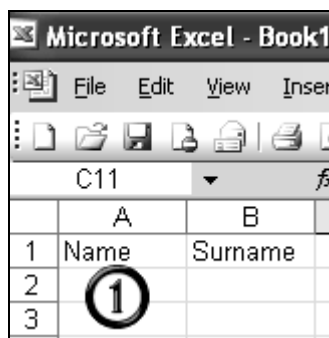 Microsoft Excel - Book1
File Edit View Inser
C11 f
A B
1 Name Surname
2
3
1